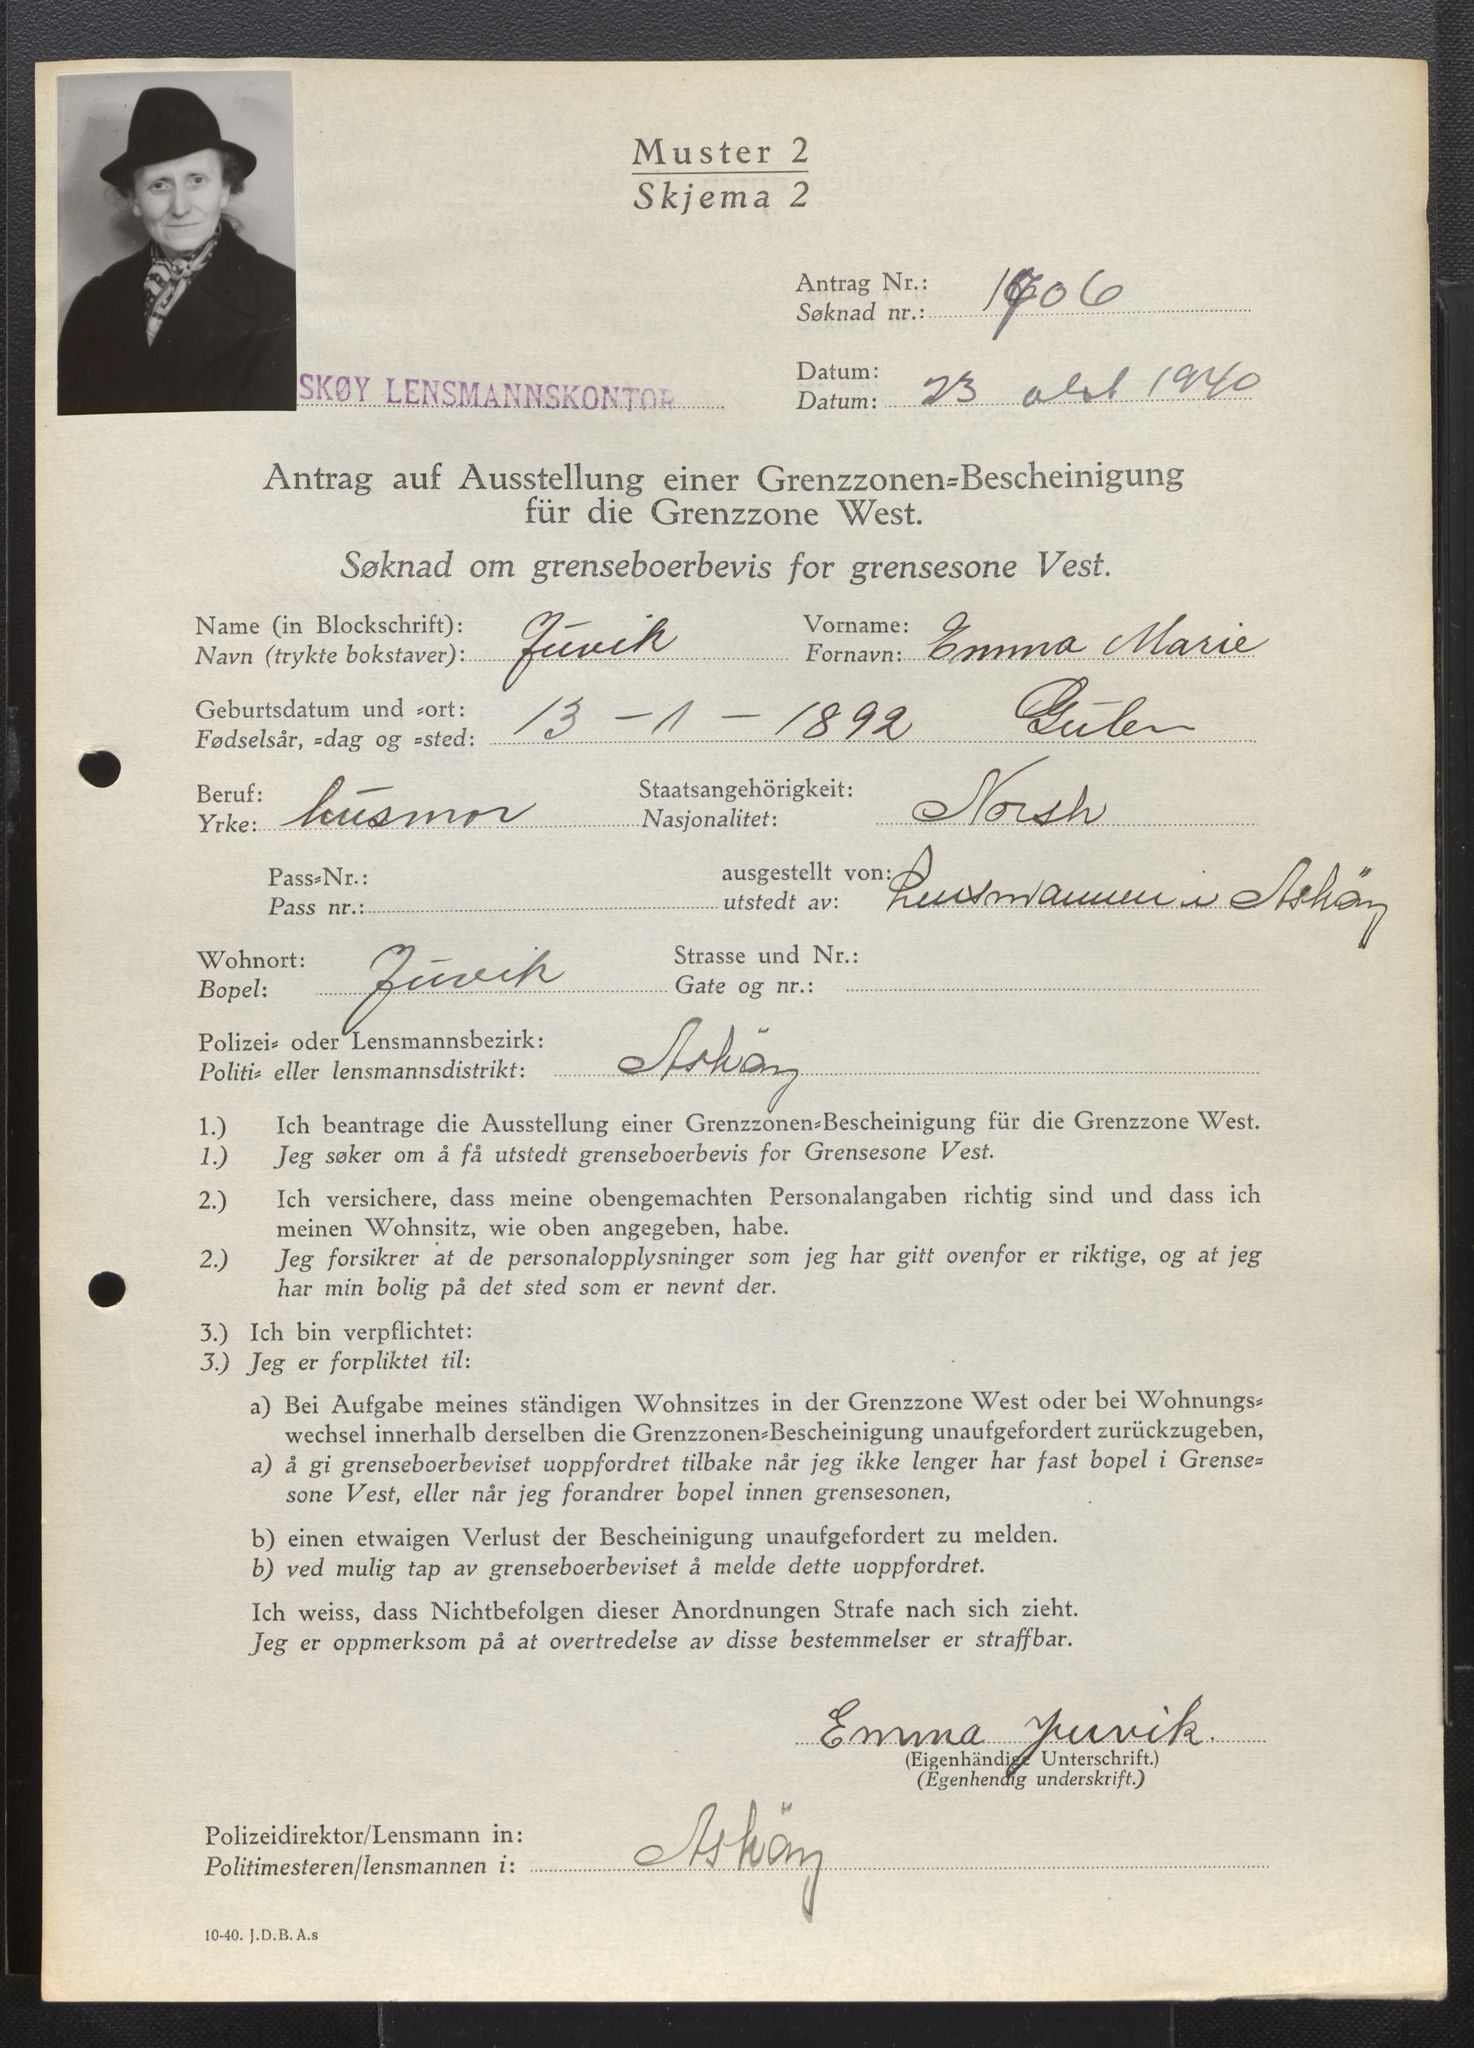 Muster 2
Skjema 2
Antrag Nr.:
Søknad nr.: 1606
SKØY LENSMANNSKONTOR
Datum:
Datum: 23 okt 1940
Antrag auf Ausstellung einer Grenzzonen=Bescheinigung
für die Grenzzone West.
Søknad om grenseboerbevis for grensesone Vest.
Name (in Blockschrift): Vorname:
Navn (trykte bokstaver): Juvik Fornavn: Emma Marie
Geburtsdatum und =ort:
Fødselsår, =dag og =sted: 13 - 1 - 1892 Gulen
Beruf: Staatsangehörigkeit:
Yrke: husmor Nasjonalitet: Norsk
Pass=Nr.: ausgestellt von:
Pass nr.: utstedt av: Lensmannen i Asköy
Wohnort: Strasse und Nr.:
Bopel: Juvik Gate og nr.:
Polizei= oder Lensmannsbezirk:
Politi= eller lensmannsdistrikt: Asköy
1.) Ich beantrage die Ausstellung einer Grenzzonen=Bescheinigung für die Grenzzone West.
1.) Jeg søker om å få utstedt grenseboerbevis for Grensesone Vest.
2.) Ich versichere, dass meine obengemachten Personalangaben richtig sind und dass ich
meinen Wohnsitz, wie oben angegeben, habe.
2.) Jeg forsikrer at de personalopplysninger som jeg har gitt ovenfor er riktige, og at jeg
har min bolig på det sted som er nevnt der.
3.) Ich bin verpflichtet:
3.) Jeg er forpliktet til:
a) Bei Aufgabe meines ständigen Wohnsitzes in der Grenzzone West oder bei Wohnungs=
wechsel innerhalb derselben die Grenzzonen=Bescheinigung unaufgefordert zurückzugeben,
a) å gi grenseboerbeviset uoppfordret tilbake når jeg ikke lenger har fast bopel i Grense=
sone Vest, eller når jeg forandrer bopel innen grensesonen,
b) einen etwaigen Verlust der Bescheinigung unaufgefordert zu melden.
b) ved mulig tap av grenseboerbeviset å melde dette uoppfordret.
Ich weiss, dass Nichtbefolgen dieser Anordnungen Strafe nach sich zieht.
Jeg er oppmerksom på at overtredelse av disse bestemmelser er straffbar.
Emma Juvik.
(Eigenhändige Unterschrift.)
(Egenhendig underskrift.)
Polizeidirektor/Lensmann in:
Politimesteren/lensmannen i: Asköy
10-40. J.D.B. A.s